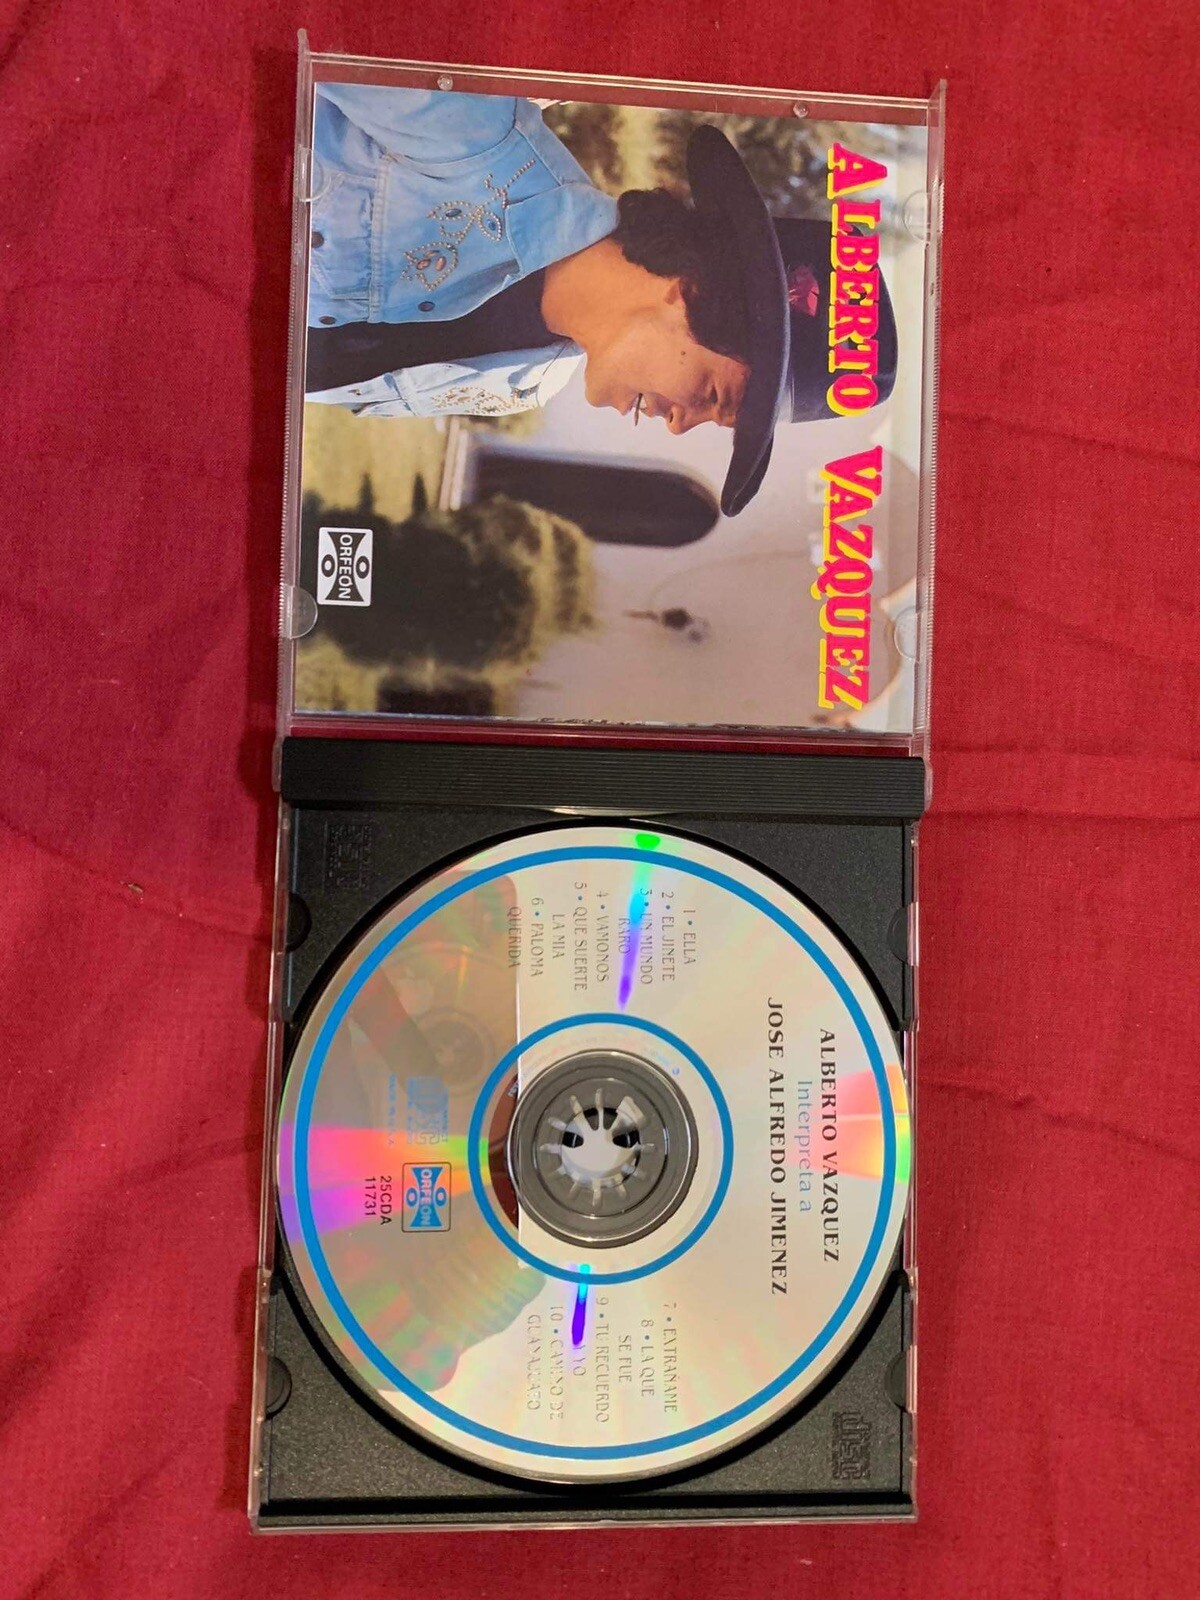 ALBERTO VAZQUEZ
ORFEON
ALBERTO VAZQUEZ
Interpreta a
JOSE ALFREDO JIMENEZ
1 • ELLA
2 • EL JINETE
3 • UN MUNDO
RARO
4 • VAMONOS
5 • QUE SUERTE
LA MIA
6 • PALOMA
QUERIDA
7 • EXTRAÑAME
8 • LA QUE
SE FUE
9 • TU RECUERDO
Y YO
10 • CAMINO DE
GUANAJUATO
ORFEON
25CDA
11731
disc